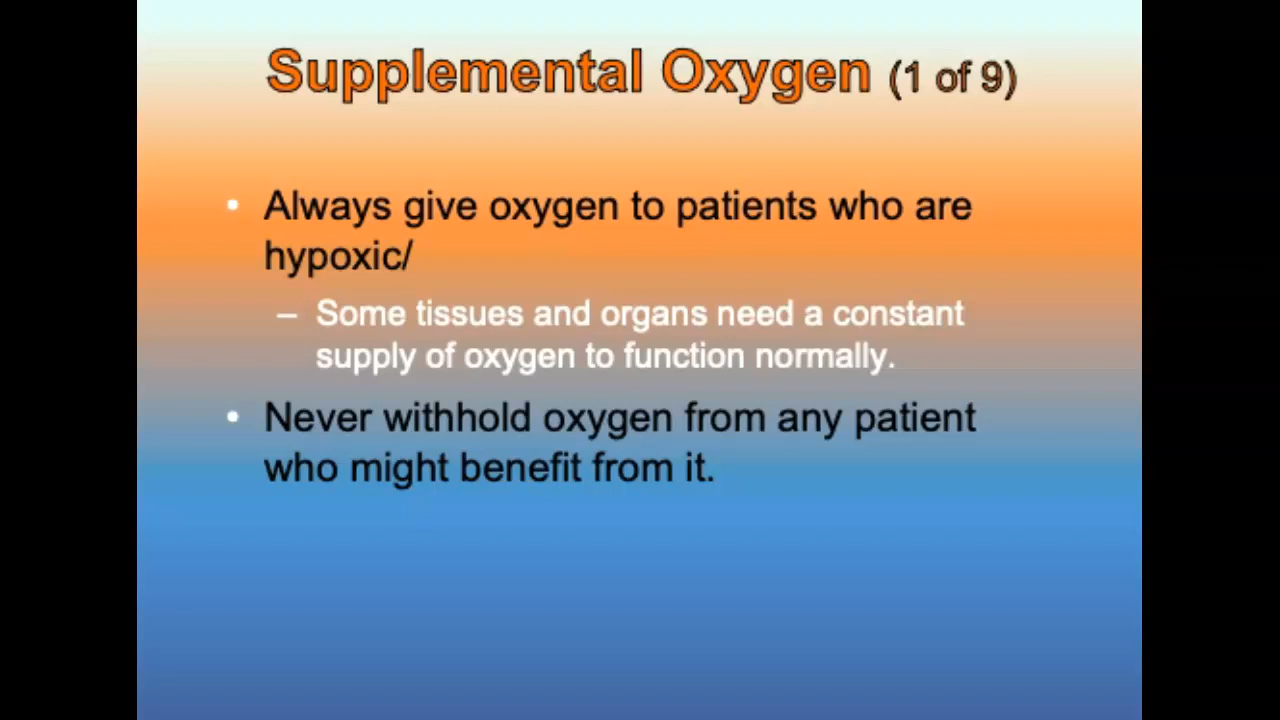 Supplemental Oxygen (1 of 9)
• Always give oxygen to patients who are
hypoxic/
– Some tissues and organs need a constant
supply of oxygen to function normally.
• Never withhold oxygen from any patient
who might benefit from it.